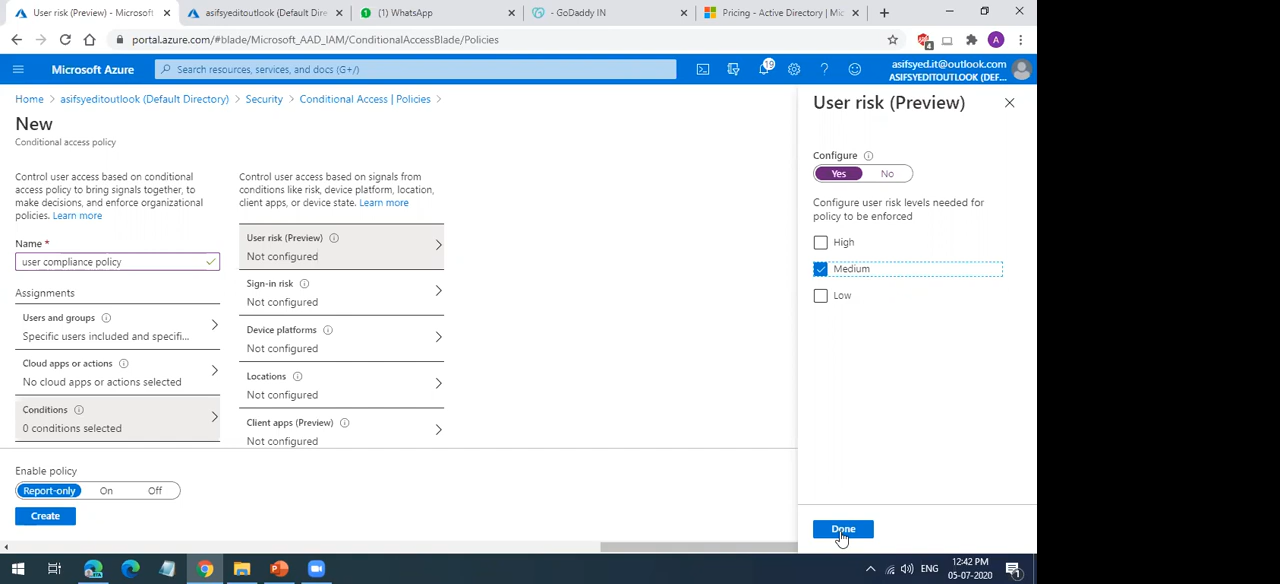 User risk (Preview) - Microsoft
asifsyeditoutlook (Default Dire
(1) WhatsApp
- GoDaddy IN
Pricing - Active Directory | Mic
portal.azure.com/#blade/Microsoft_AAD_IAM/ConditionalAccessBlade/Policies
4
A
Microsoft Azure
Search resources, services, and docs (G+/)
19
asifsyed.it@outlook.com
ASIFSYEDITOUTLOOK (DEF...
Home > asifsyeditoutlook (Default Directory) > Security > Conditional Access | Policies >
New
Conditional access policy
Control user access based on conditional
access policy to bring signals together, to
make decisions, and enforce organizational
policies. Learn more
Name *
user compliance policy
Assignments
Users and groups
Specific users included and specifi...
Cloud apps or actions
No cloud apps or actions selected
Conditions
0 conditions selected
Enable policy
Report-only On Off
Create
Control user access based on signals from
conditions like risk, device platform, location,
client apps, or device state. Learn more
User risk (Preview)
Not configured
Sign-in risk
Not configured
Device platforms
Not configured
Locations
Not configured
Client apps (Preview)
Not configured
User risk (Preview)
Configure
Yes No
Configure user risk levels needed for
policy to be enforced
High
Medium
Low
Done
ENG
12:42 PM
05-07-2020
1